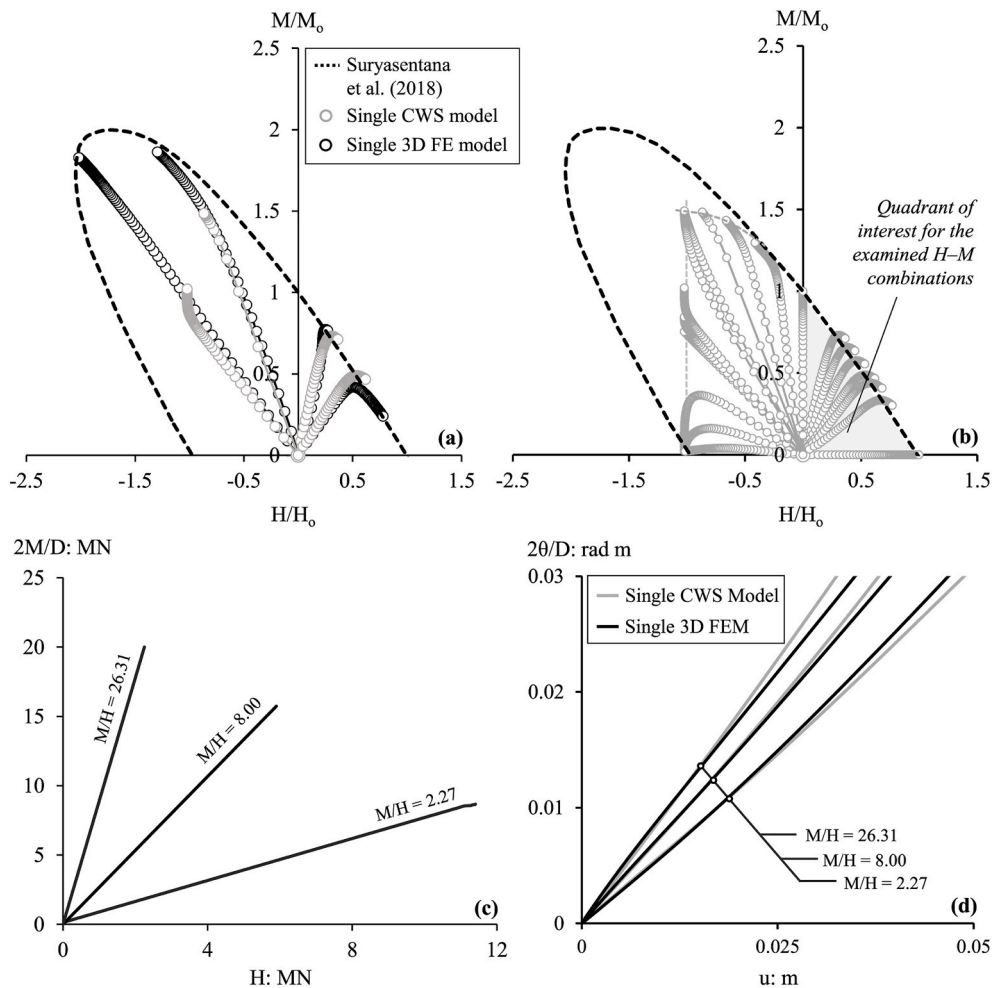 M/Mo
2.5
2
1.5
1
0.5
0
-2.5
-1.5
-0.5
0.5
1.5
H/Ho
(a)
Suryasentana
et al. (2018)
Single CWS model
Single 3D FE model
M/Mo
2.5
2
1.5
1
0.5
0
-2.5
-1.5
-0.5
0.5
1.5
H/Ho
(b)
Quadrant of
interest for the
examined H–M
combinations
2M/D: MN
25
20
15
10
5
0
0
4
8
12
H: MN
M/H = 26.31
M/H = 8.00
M/H = 2.27
(c)
2θ/D: rad m
0.03
0.02
0.01
0
0
0.025
0.05
u: m
Single CWS Model
Single 3D FEM
M/H = 26.31
M/H = 8.00
M/H = 2.27
(d)